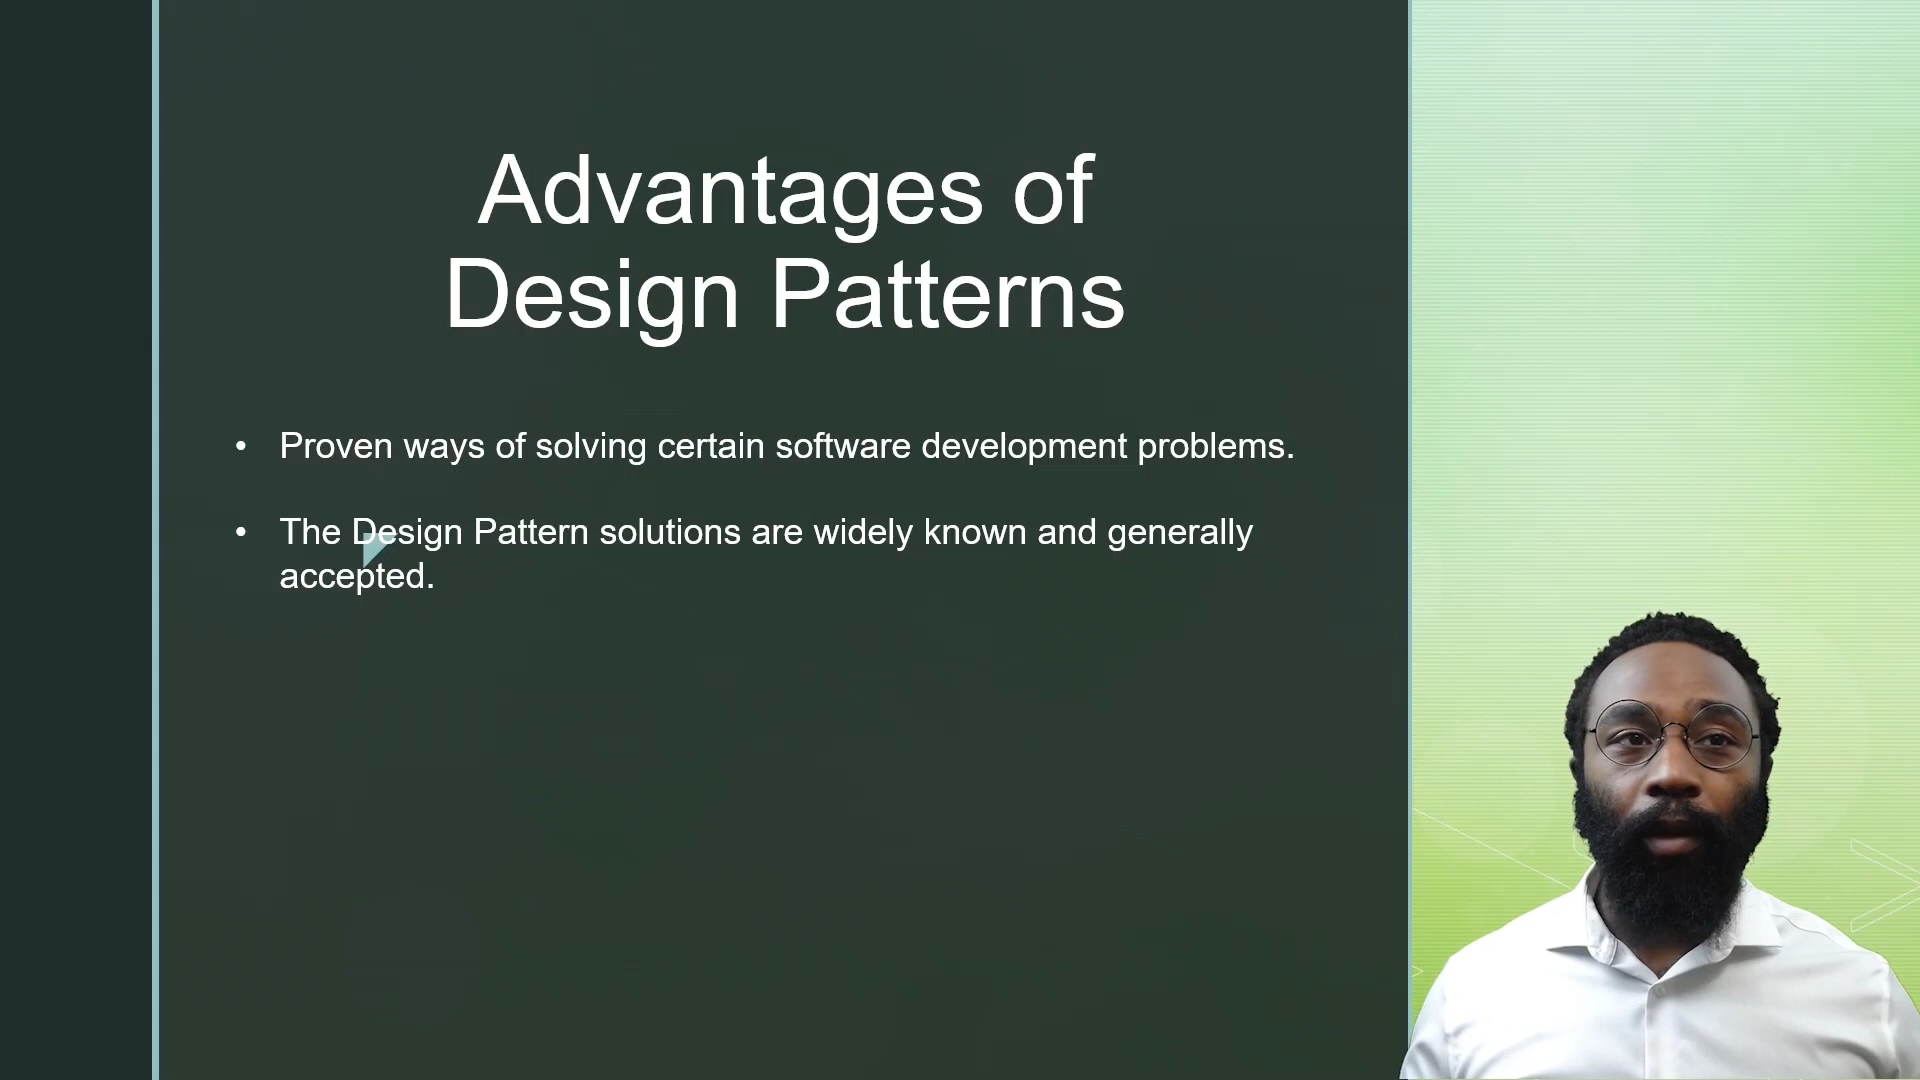 Advantages of
Design Patterns
• Proven ways of solving certain software development problems.
• The Design Pattern solutions are widely known and generally
accepted.